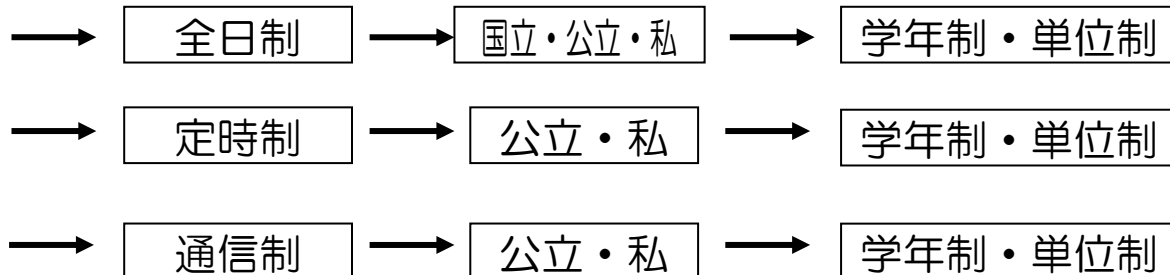 全日制 国立・公立・私 学年制・単位制
定時制 公立・私 学年制・単位制
通信制 公立・私 学年制・単位制